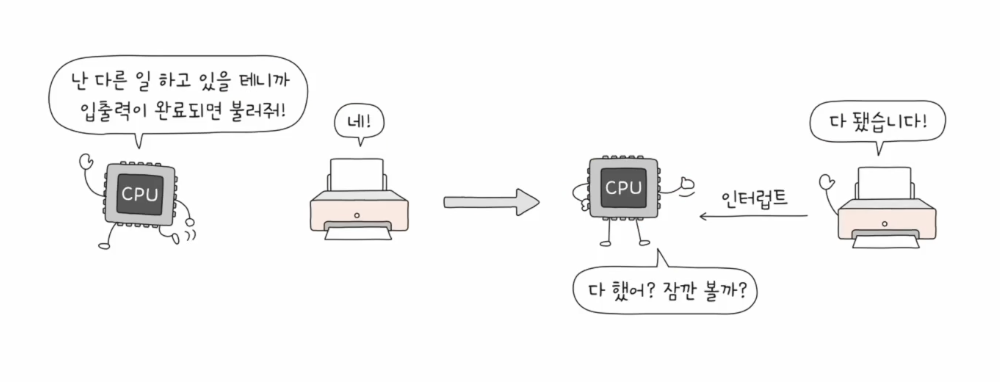 난 다른 일 하고 있을 테니까
입출력이 완료되면 불러줘!
CPU
네!
CPU
다 했어? 잠깐 볼까?
인터럽트
다 됐습니다!